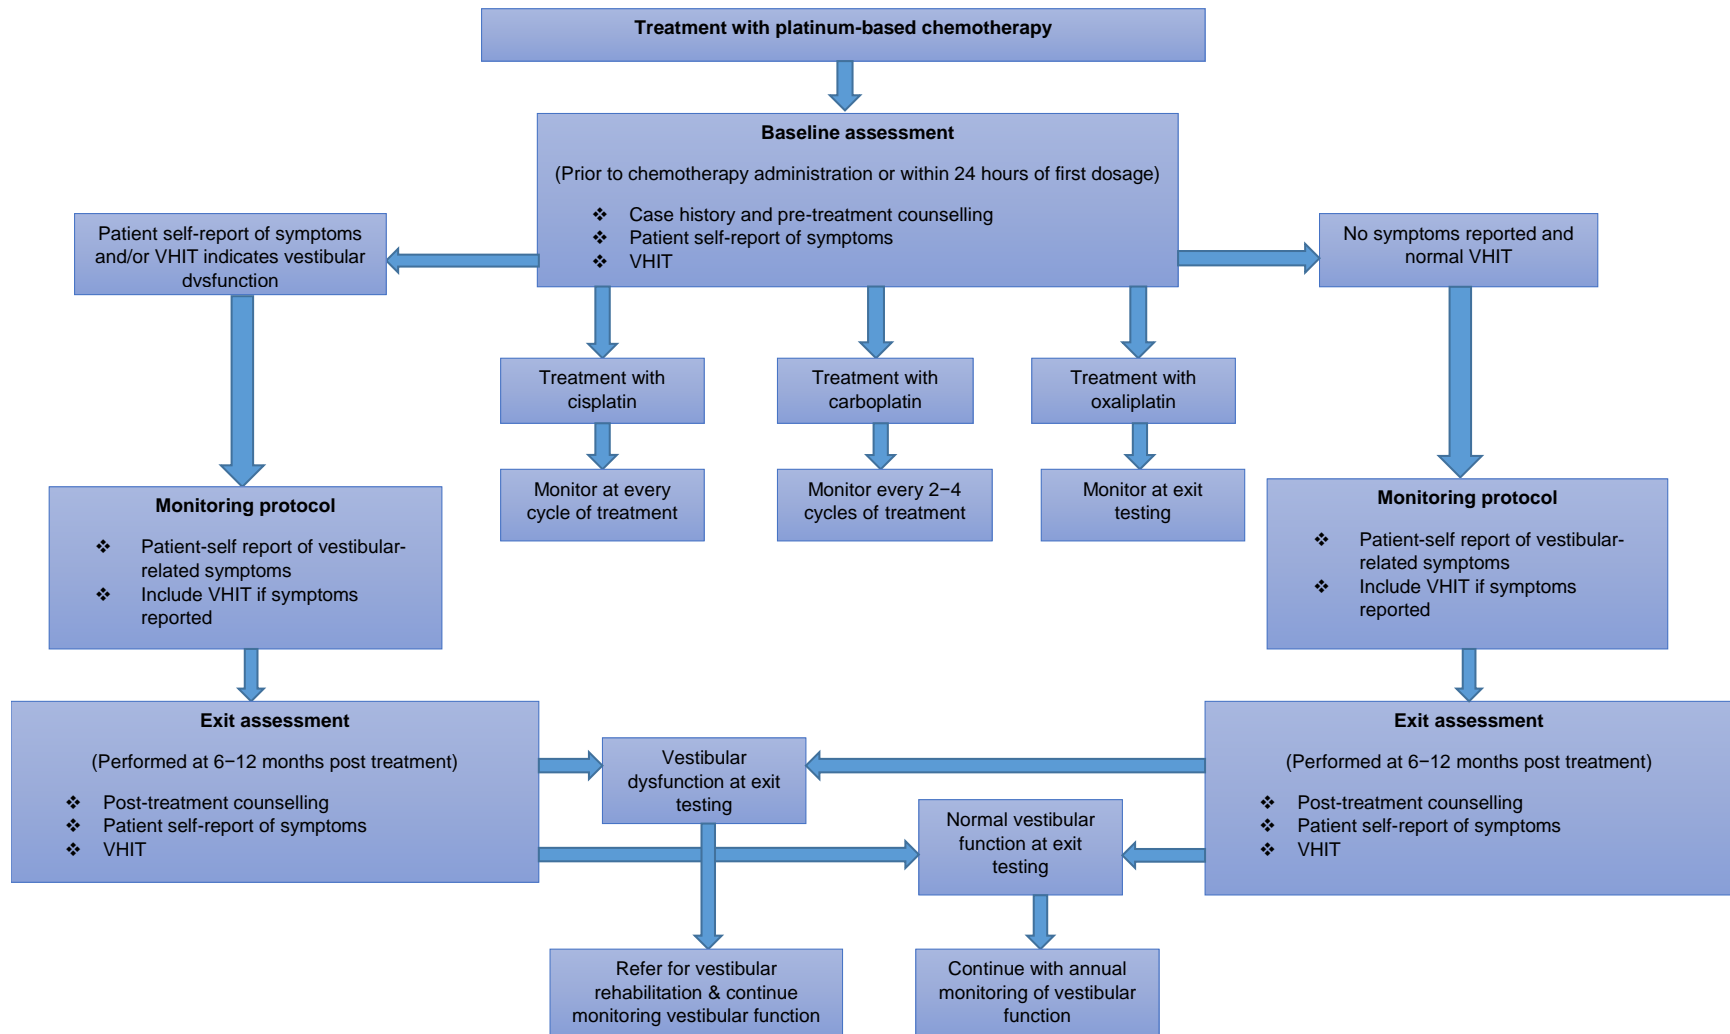 Treatment with platinum-based chemotherapy
Baseline assessment
(Prior to chemotherapy administration or within 24 hours of first dosage)
❖ Case history and pre-treatment counselling
❖ Patient self-report of symptoms
❖ VHIT
Patient self-report of symptoms
and/or VHIT indicates vestibular
dysfunction
No symptoms reported and
normal VHIT
Treatment with
cisplatin
Treatment with
carboplatin
Treatment with
oxaliplatin
Monitor at every
cycle of treatment
Monitor every 2−4
cycles of treatment
Monitor at exit
testing
Monitoring protocol
❖ Patient-self report of vestibular-
related symptoms
❖ Include VHIT if symptoms
reported
Monitoring protocol
❖ Patient-self report of vestibular-
related symptoms
❖ Include VHIT if symptoms
reported
Exit assessment
(Performed at 6−12 months post treatment)
❖ Post-treatment counselling
❖ Patient self-report of symptoms
❖ VHIT
Vestibular
dysfunction at exit
testing
Normal vestibular
function at exit
testing
Exit assessment
(Performed at 6−12 months post treatment)
❖ Post-treatment counselling
❖ Patient self-report of symptoms
❖ VHIT
Refer for vestibular
rehabilitation & continue
monitoring vestibular function
Continue with annual
monitoring of vestibular
function